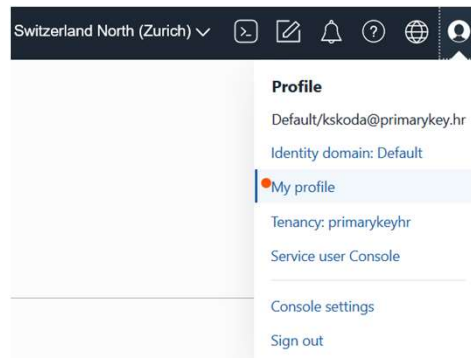 Switzerland North (Zurich)
Profile
Default/kskoda@primarykey.hr
Identity domain: Default
My profile
Tenancy: primarykeyhr
Service user Console
Console settings
Sign out